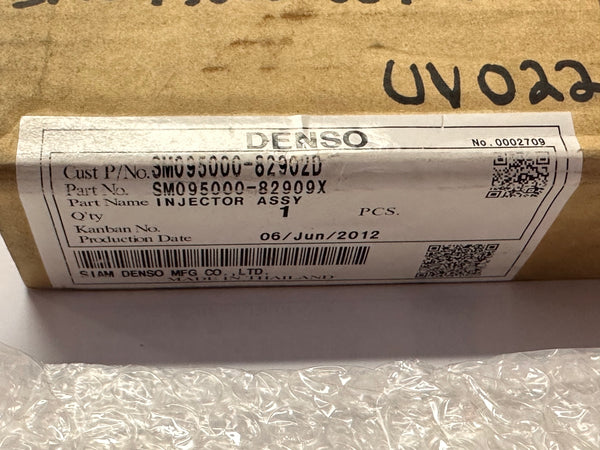 UV022
DENSO
No.0002709
Cust P/No. SM095000-82902D
Part No. SM095000-82909X
Part Name INJECTOR ASSY
Q'ty 1 PCS.
Kanban No.
Production Date 06/Jun/2012
SIAM DENSO MFG CO.,LTD.
MADE IN THAILAND